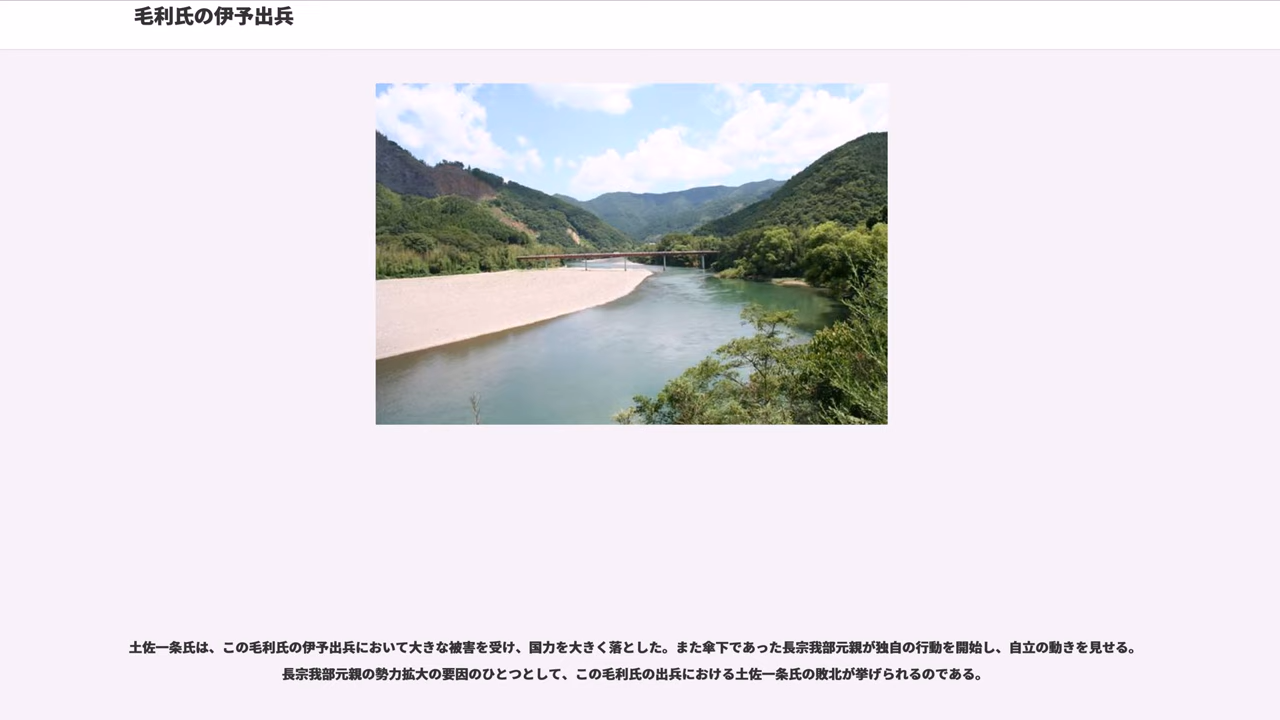 毛利氏の伊予出兵
土佐一条氏は、この毛利氏の伊予出兵において大きな被害を受け、国力を大きく落とした。また傘下であった長宗我部元親が独自の行動を開始し、自立の動きを見せる。
長宗我部元親の勢力拡大の要因のひとつとして、この毛利氏の出兵における土佐一条氏の敗北が挙げられるのである。